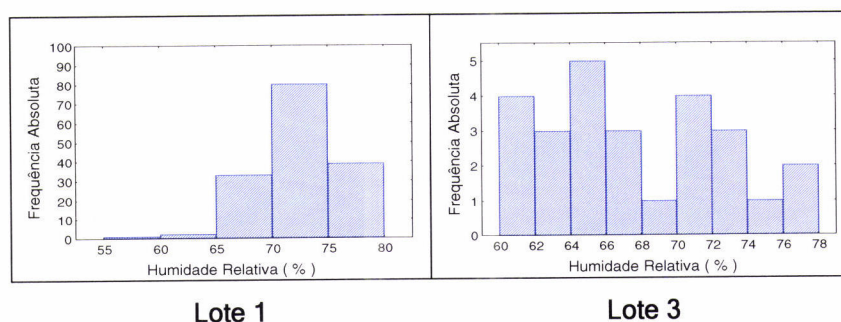 100
90
80
70
60
50
40
30
20
10
0
Frequência Absoluta
55 60 65 70 75 80
Humidade Relativa ( % )
5
4
3
2
1
0
Frequência Absoluta
60 62 64 66 68 70 72 74 76 78
Humidade Relativa ( % )
Lote 1
Lote 3